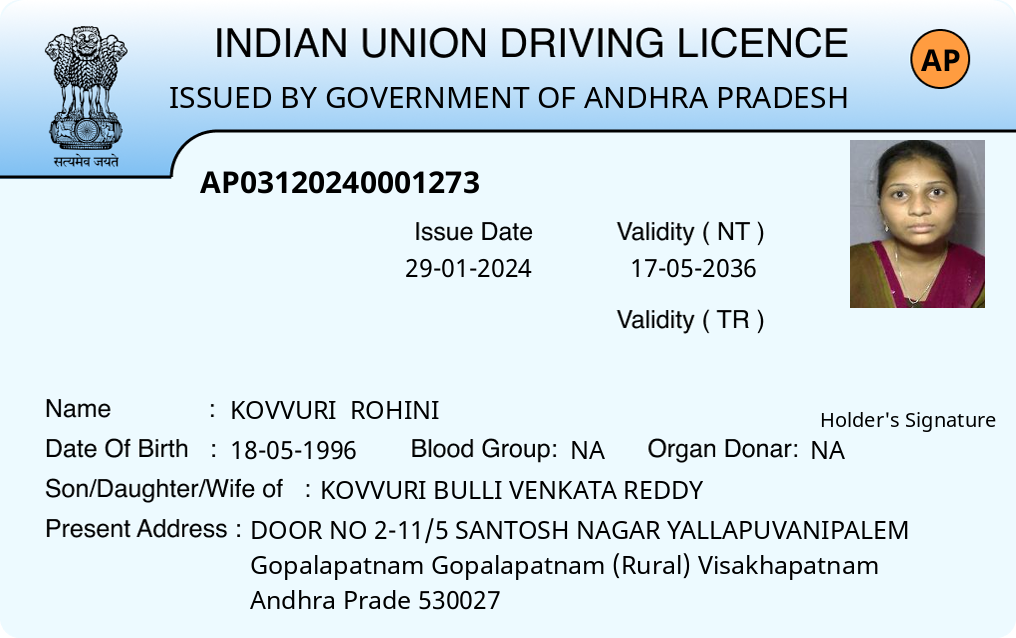 INDIAN UNION DRIVING LICENCE
AP
ISSUED BY GOVERNMENT OF ANDHRA PRADESH
सत्यमेव जयते
AP03120240001273
Issue Date Validity ( NT )
29-01-2024 17-05-2036
Validity ( TR )
Name : KOVVURI ROHINI
Holder's Signature
Date Of Birth : 18-05-1996 Blood Group: NA Organ Donar: NA
Son/Daughter/Wife of : KOVVURI BULLI VENKATA REDDY
Present Address : DOOR NO 2-11/5 SANTOSH NAGAR YALLAPUVANIPALEM
Gopalapatnam Gopalapatnam (Rural) Visakhapatnam
Andhra Prade 530027